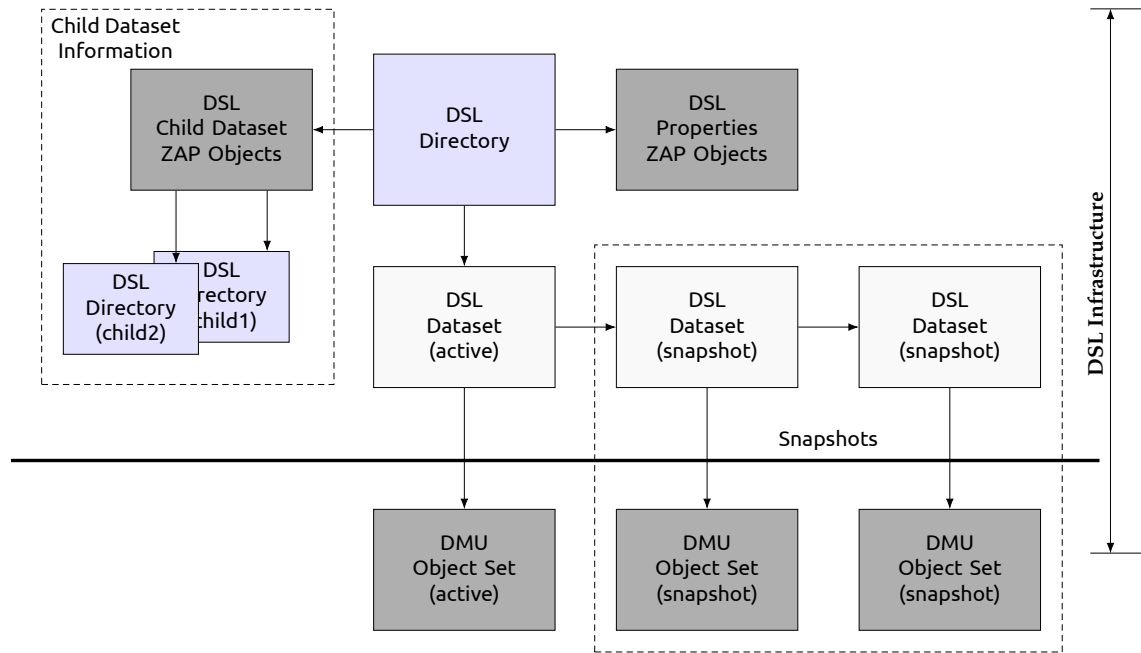 Child Dataset
Information
DSL
Child Dataset
ZAP Objects
DSL
Directory
DSL
Properties
ZAP Objects
DSL
Directory
(child2)
DSL
rectory
child1)
DSL
Dataset
(active)
DSL
Dataset
(snapshot)
DSL
Dataset
(snapshot)
DSL Infrastructure
Snapshots
DMU
Object Set
(active)
DMU
Object Set
(snapshot)
DMU
Object Set
(snapshot)